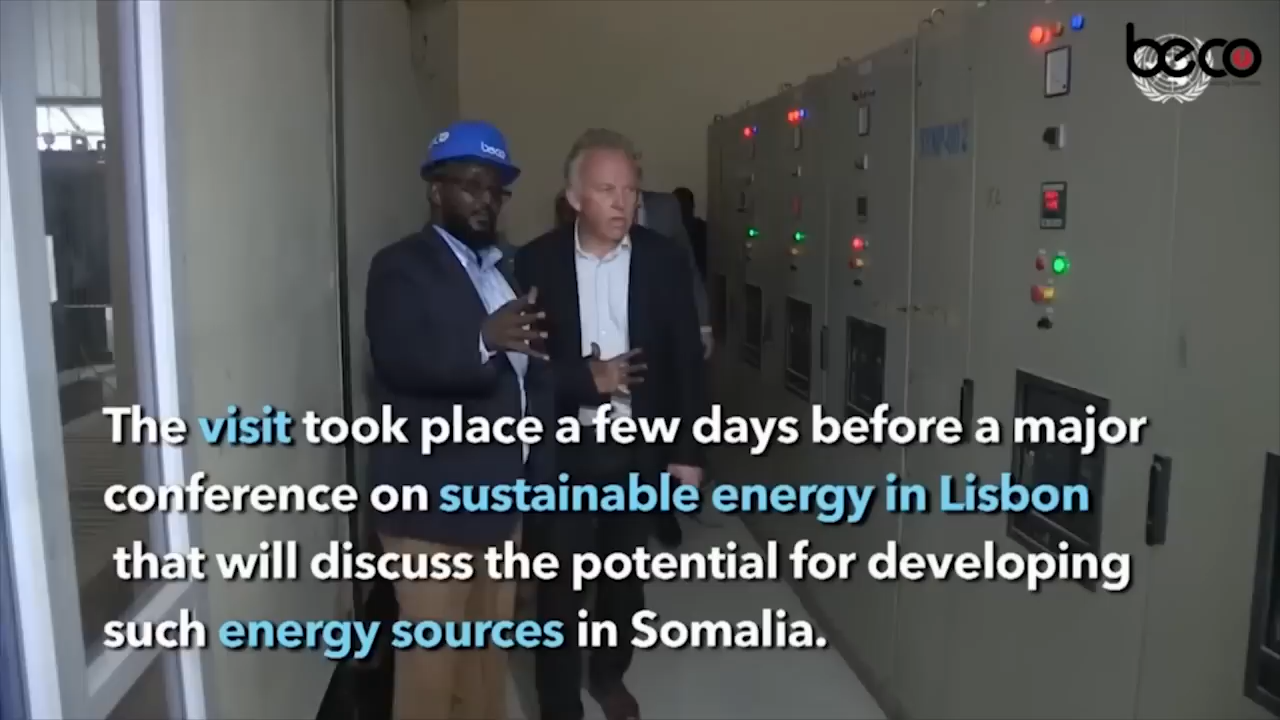 beco
beco
The visit took place a few days before a major
conference on sustainable energy in Lisbon
that will discuss the potential for developing
such energy sources in Somalia.